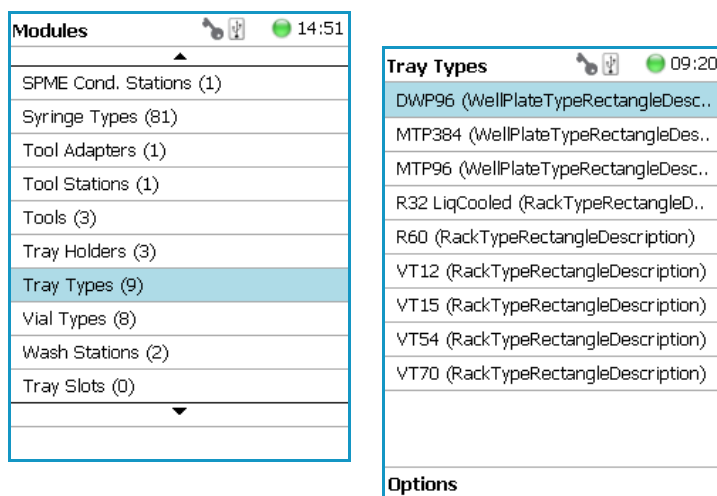 Modules 14:51
SPME Cond. Stations (1)
Syringe Types (81)
Tool Adapters (1)
Tool Stations (1)
Tools (3)
Tray Holders (3)
Tray Types (9)
Vial Types (8)
Wash Stations (2)
Tray Slots (0)
Tray Types 09:20
DWP96 (WellPlateTypeRectangleDesc..
MTP384 (WellPlateTypeRectangleDes..
MTP96 (WellPlateTypeRectangleDesc..
R32 LiqCooled (RackTypeRectangleD..
R60 (RackTypeRectangleDescription)
VT12 (RackTypeRectangleDescription)
VT15 (RackTypeRectangleDescription)
VT54 (RackTypeRectangleDescription)
VT70 (RackTypeRectangleDescription)
Options